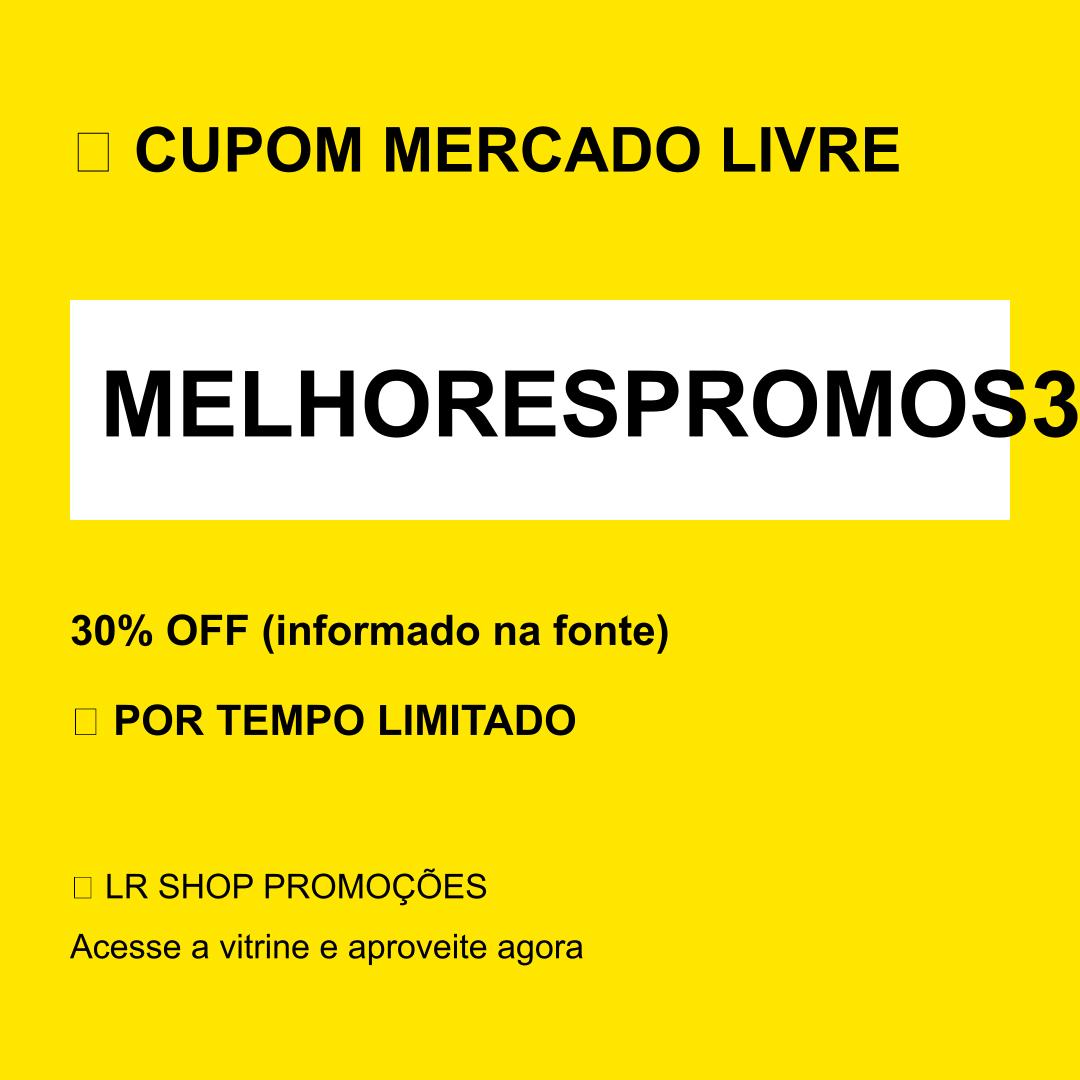 CUPOM MERCADO LIVRE
MELHORESPROMOS3
30% OFF (informado na fonte)
POR TEMPO LIMITADO
LR SHOP PROMOÇÕES
Acesse a vitrine e aproveite agora